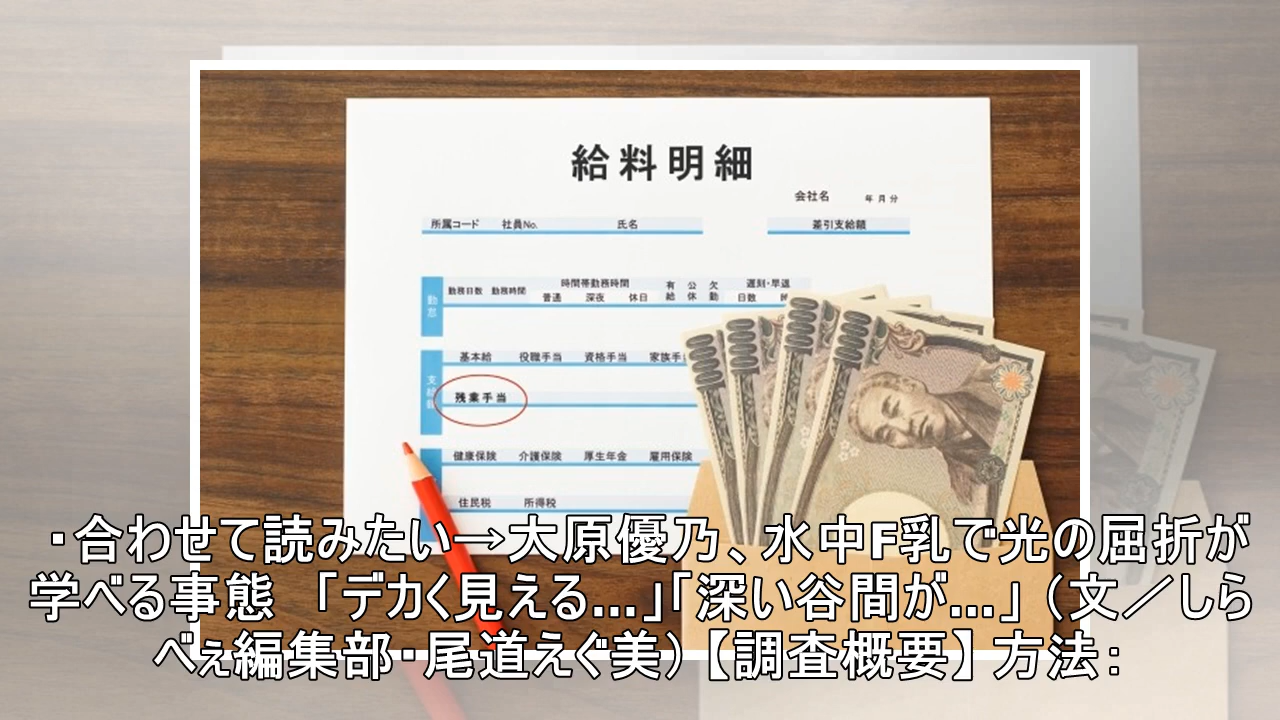 給料明細
会社名 年 月 分
所属コード 社員No. 氏名 差引支給額
勤怠
勤務日数 勤務時間 時間帯勤務時間 有給 公休 欠勤 遅刻・早退
普通 深夜 休日 日数
支給額
基本給 役職手当 資格手当 家族手
残業手当
健康保険 介護保険 厚生年金 雇用保険
住民税 所得税
・合わせて読みたい→大原優乃、水中F乳で光の屈折が
学べる事態 「デカく見える…」「深い谷間が…」（文／しら
べぇ編集部・尾道えぐ美）【調査概要】方法：